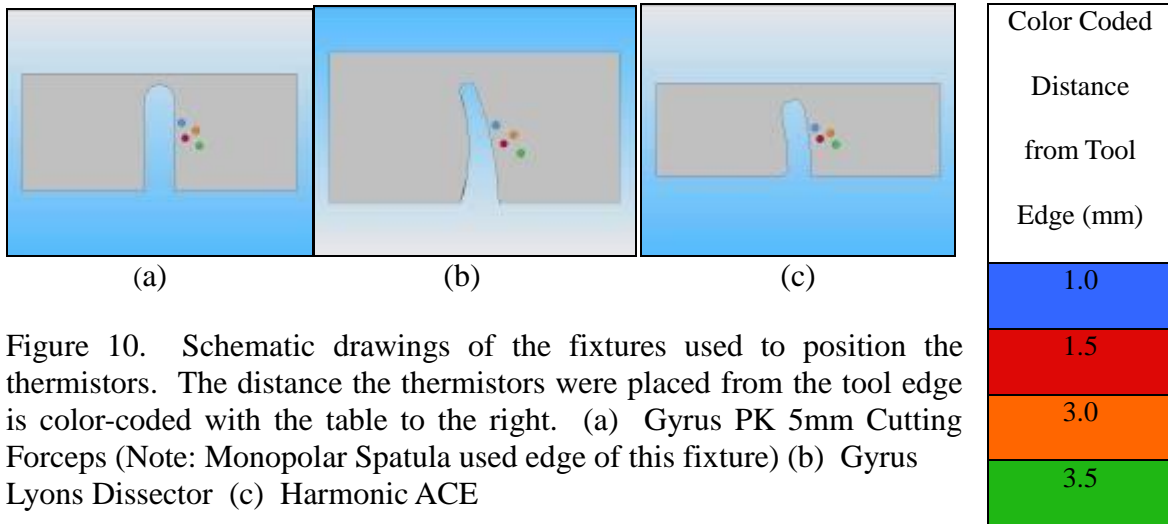 (a) (b) (c)
Figure 10. Schematic drawings of the fixtures used to position the
thermistors. The distance the thermistors were placed from the tool edge
is color-coded with the table to the right. (a) Gyrus PK 5mm Cutting
Forceps (Note: Monopolar Spatula used edge of this fixture) (b) Gyrus
Lyons Dissector (c) Harmonic ACE
Color Coded
Distance
from Tool
Edge (mm)
1.0
1.5
3.0
3.5